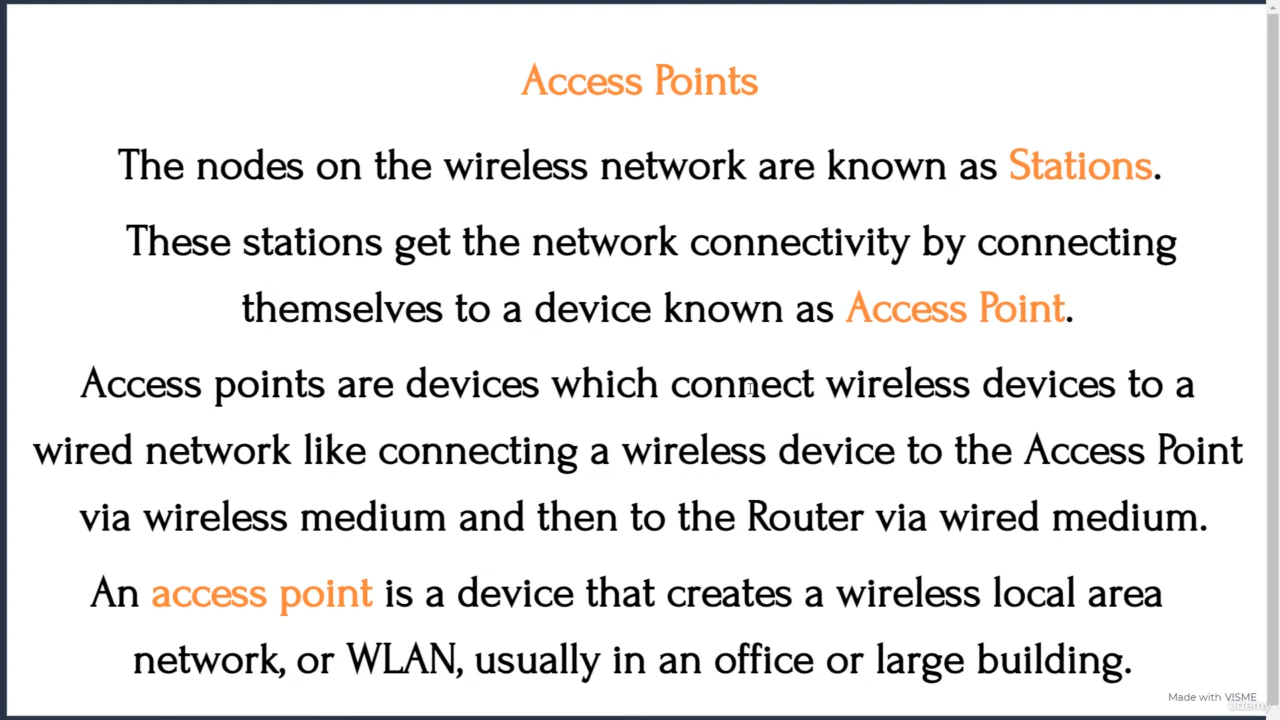 Access Points
The nodes on the wireless network are known as Stations.
These stations get the network connectivity by connecting
themselves to a device known as Access Point.
Access points are devices which connect wireless devices to a
wired network like connecting a wireless device to the Access Point
via wireless medium and then to the Router via wired medium.
An access point is a device that creates a wireless local area
network, or WLAN, usually in an office or large building.
Made with VISME
udemy